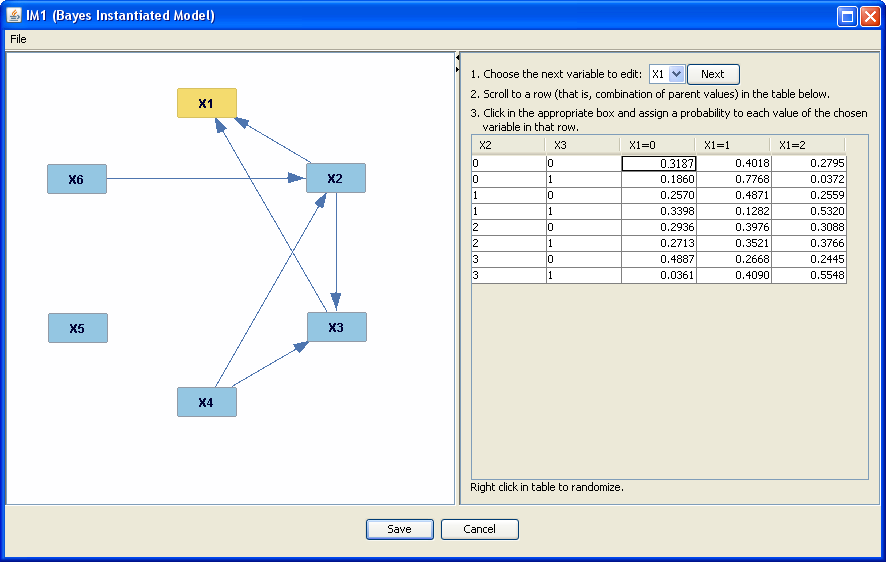 IM1 (Bayes Instantiated Model)
File
X1
X6
X2
X5
X3
X4
1. Choose the next variable to edit: X1 Next
2. Scroll to a row (that is, combination of parent values) in the table below.
3. Click in the appropriate box and assign a probability to each value of the chosen
variable in that row.
X2 X3 X1=0 X1=1 X1=2
0 0 0.3187 0.4018 0.2795
0 1 0.1860 0.7768 0.0372
1 0 0.2570 0.4871 0.2559
1 1 0.3398 0.1282 0.5320
2 0 0.2936 0.3976 0.3088
2 1 0.2713 0.3521 0.3766
3 0 0.4887 0.2668 0.2445
3 1 0.0361 0.4090 0.5548
Right click in table to randomize.
Save Cancel